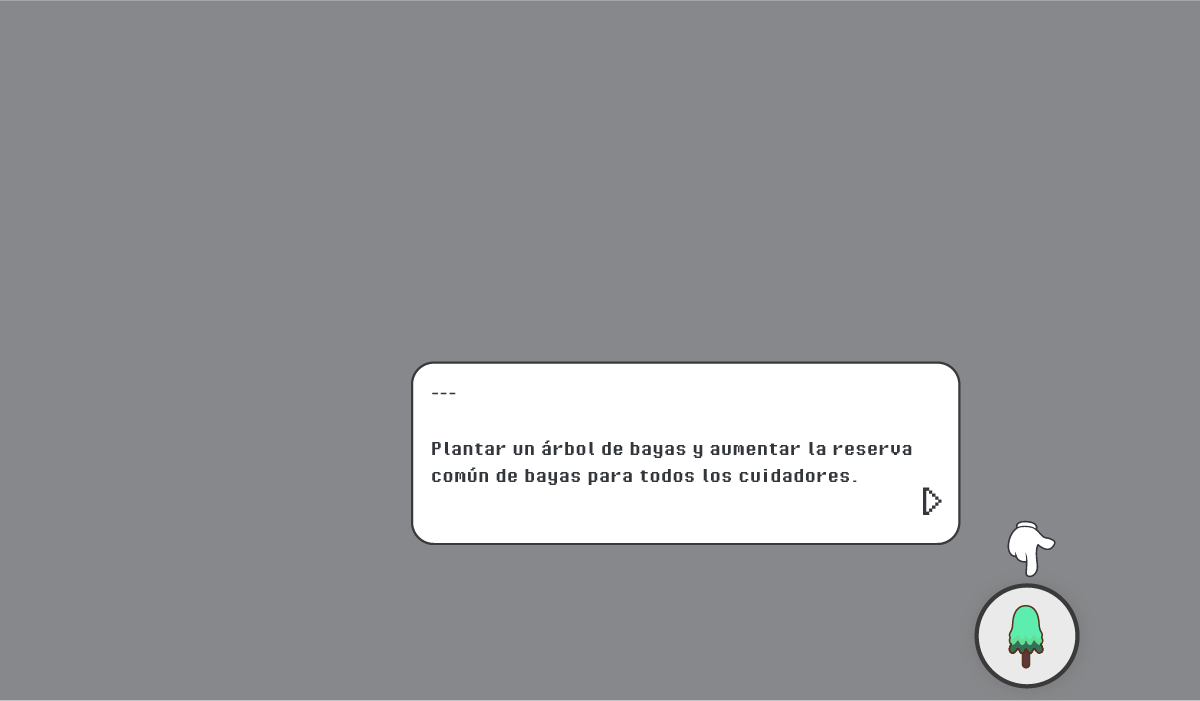 ---
Plantar un árbol de bayas y aumentar la reserva
común de bayas para todos los cuidadores.